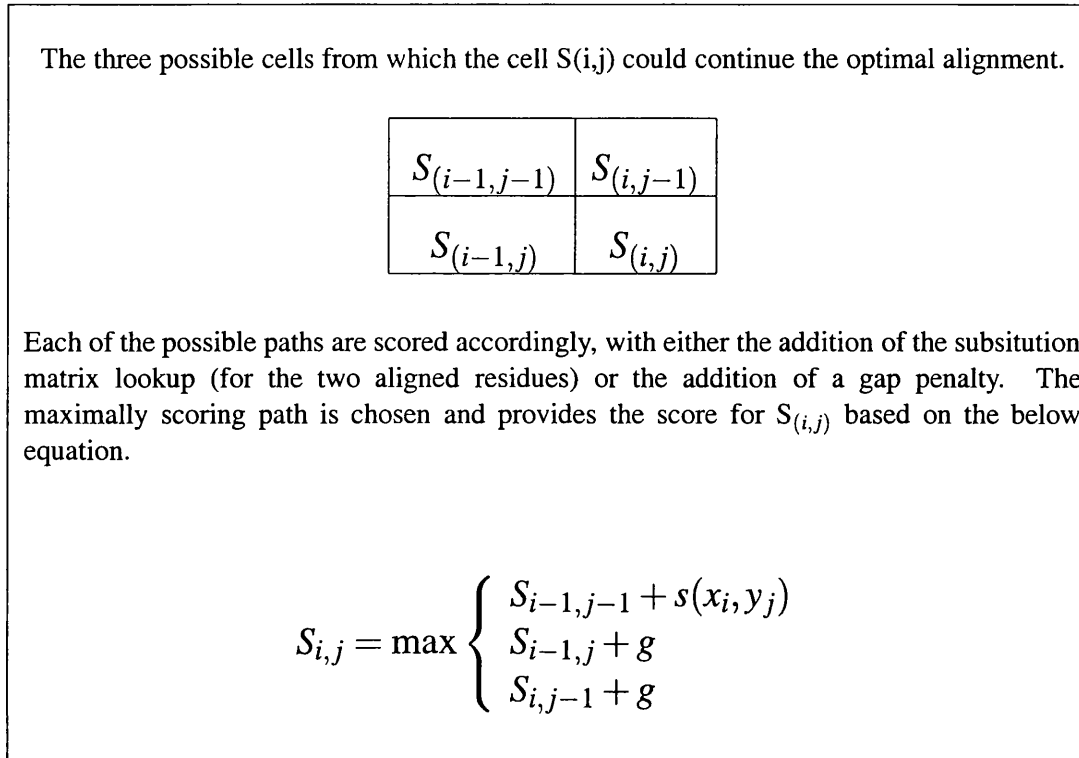 The three possible cells from which the cell S(i,j) could continue the optimal alignment.
S(i−1,j−1) S(i,j−1)
S(i−1,j) S(i,j)
Each of the possible paths are scored accordingly, with either the addition of the subsitution
matrix lookup (for the two aligned residues) or the addition of a gap penalty. The
maximally scoring path is chosen and provides the score for S(i,j) based on the below
equation.
Si−1,j−1 + s(xi,yj)
Si,j = max { Si−1,j + g
Si,j−1 + g